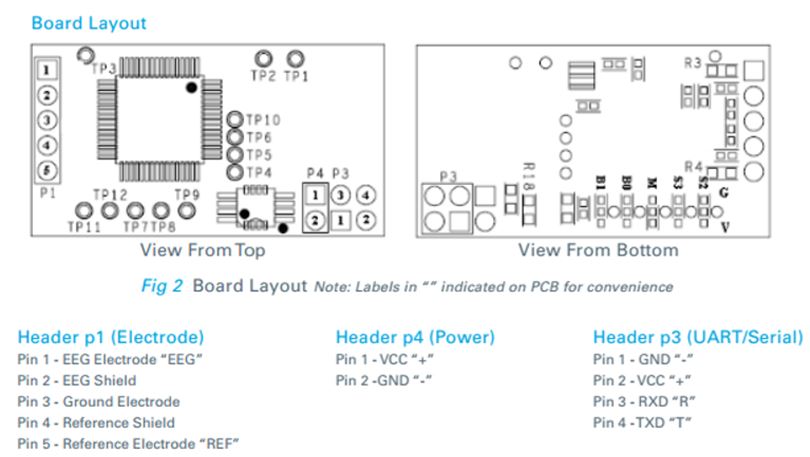 Board Layout
TP3
TP2 TP1
1
2
3
4
5
P1
TP10
TP6
TP5
TP4
TP12
TP9
TP11
TP7TP8
P4 P3
1 3 4
2 1 2
View From Top
R3
R4
P3
R18
B1 B0 M S3 S2 G
V
View From Bottom
Fig 2 Board Layout Note: Labels in “” indicated on PCB for convenience
Header p1 (Electrode)
Pin 1 - EEG Electrode “EEG”
Pin 2 - EEG Shield
Pin 3 - Ground Electrode
Pin 4 - Reference Shield
Pin 5 - Reference Electrode “REF”
Header p4 (Power)
Pin 1 - VCC “+”
Pin 2 -GND “-”
Header p3 (UART/Serial)
Pin 1 - GND “-”
Pin 2 - VCC “+”
Pin 3 - RXD “R”
Pin 4 - TXD “T”